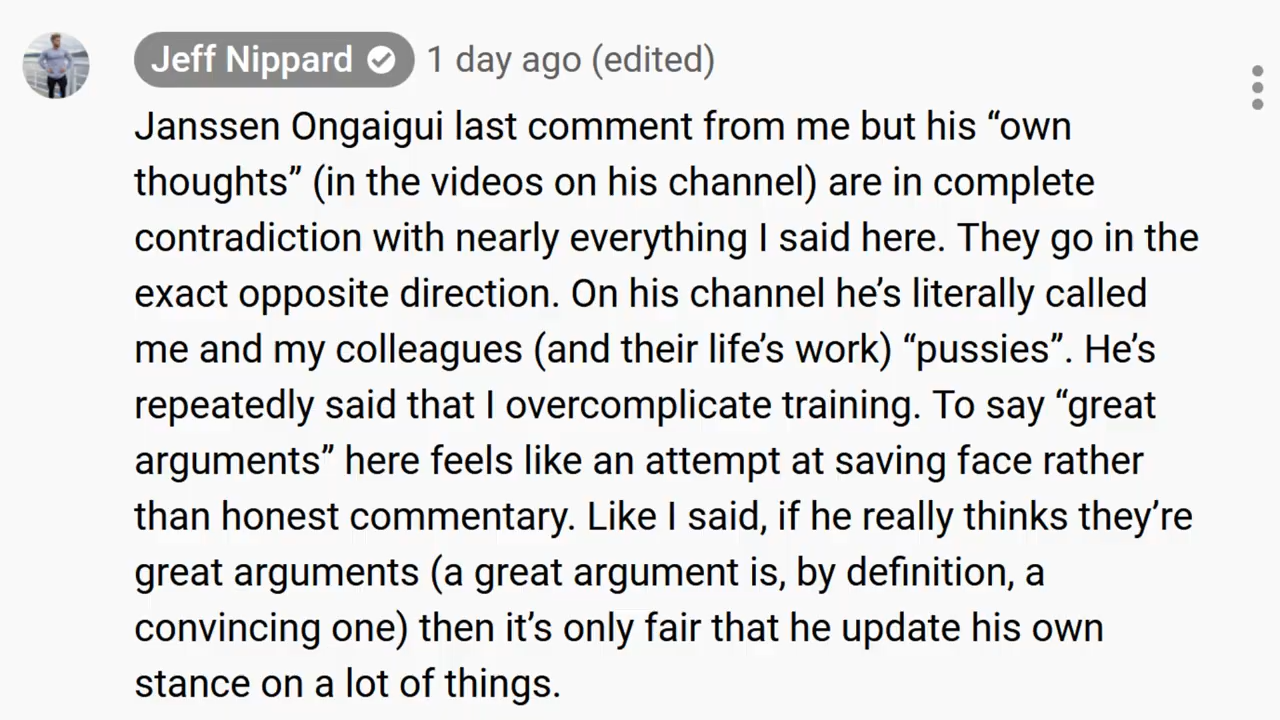 Jeff Nippard 1 day ago (edited)
Janssen Ongaigui last comment from me but his “own
thoughts” (in the videos on his channel) are in complete
contradiction with nearly everything I said here. They go in the
exact opposite direction. On his channel he’s literally called
me and my colleagues (and their life’s work) “pussies”. He’s
repeatedly said that I overcomplicate training. To say “great
arguments” here feels like an attempt at saving face rather
than honest commentary. Like I said, if he really thinks they’re
great arguments (a great argument is, by definition, a
convincing one) then it’s only fair that he update his own
stance on a lot of things.